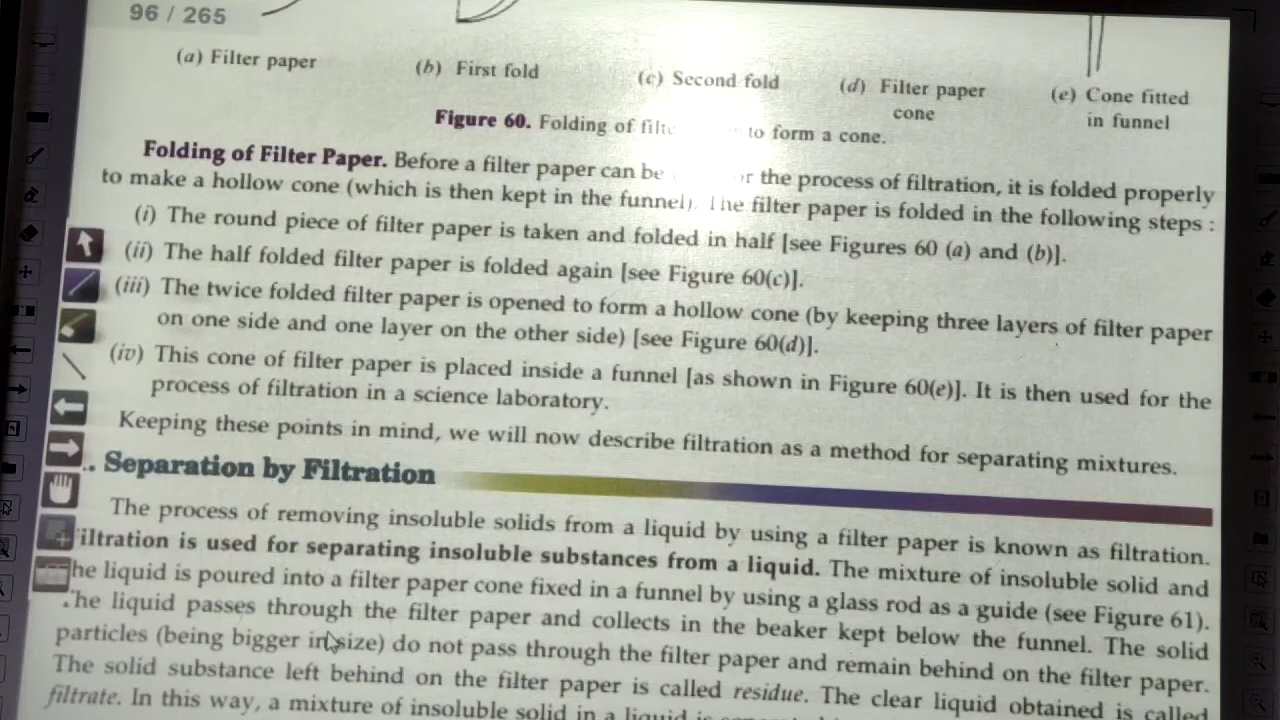 96 / 265
(a) Filter paper (b) First fold (c) Second fold (d) Filter paper cone (e) Cone fitted in funnel
Figure 60. Folding of to form a cone.
Folding of Filter Paper. Before a filter paper can be the process of filtration, it is folded properly
to make a hollow cone (which is then kept in the funnel). The filter paper is folded in the following steps :
(i) The round piece of filter paper is taken and folded in half [see Figures 60 (a) and (b)].
(ii) The half folded filter paper is folded again [see Figure 60(c)].
(iii) The twice folded filter paper is opened to form a hollow cone (by keeping three layers of filter paper
on one side and one layer on the other side) [see Figure 60(d)].
(iv) This cone of filter paper is placed inside a funnel [as shown in Figure 60(e)]. It is then used for the
process of filtration in a science laboratory.
Keeping these points in mind, we will now describe filtration as a method for separating mixtures.
Separation by Filtration
The process of removing insoluble solids from a liquid by using a filter paper is known as filtration.
Filtration is used for separating insoluble substances from a liquid. The mixture of insoluble solid and
the liquid is poured into a filter paper cone fixed in a funnel by using a glass rod as a guide (see Figure 61).
The liquid passes through the filter paper and collects in the beaker kept below the funnel. The solid
particles (being bigger in size) do not pass through the filter paper and remain behind on the filter paper.
The solid substance left behind on the filter paper is called residue. The clear liquid obtained is called
filtrate. In this way, a mixture of insoluble solid in a liquid is